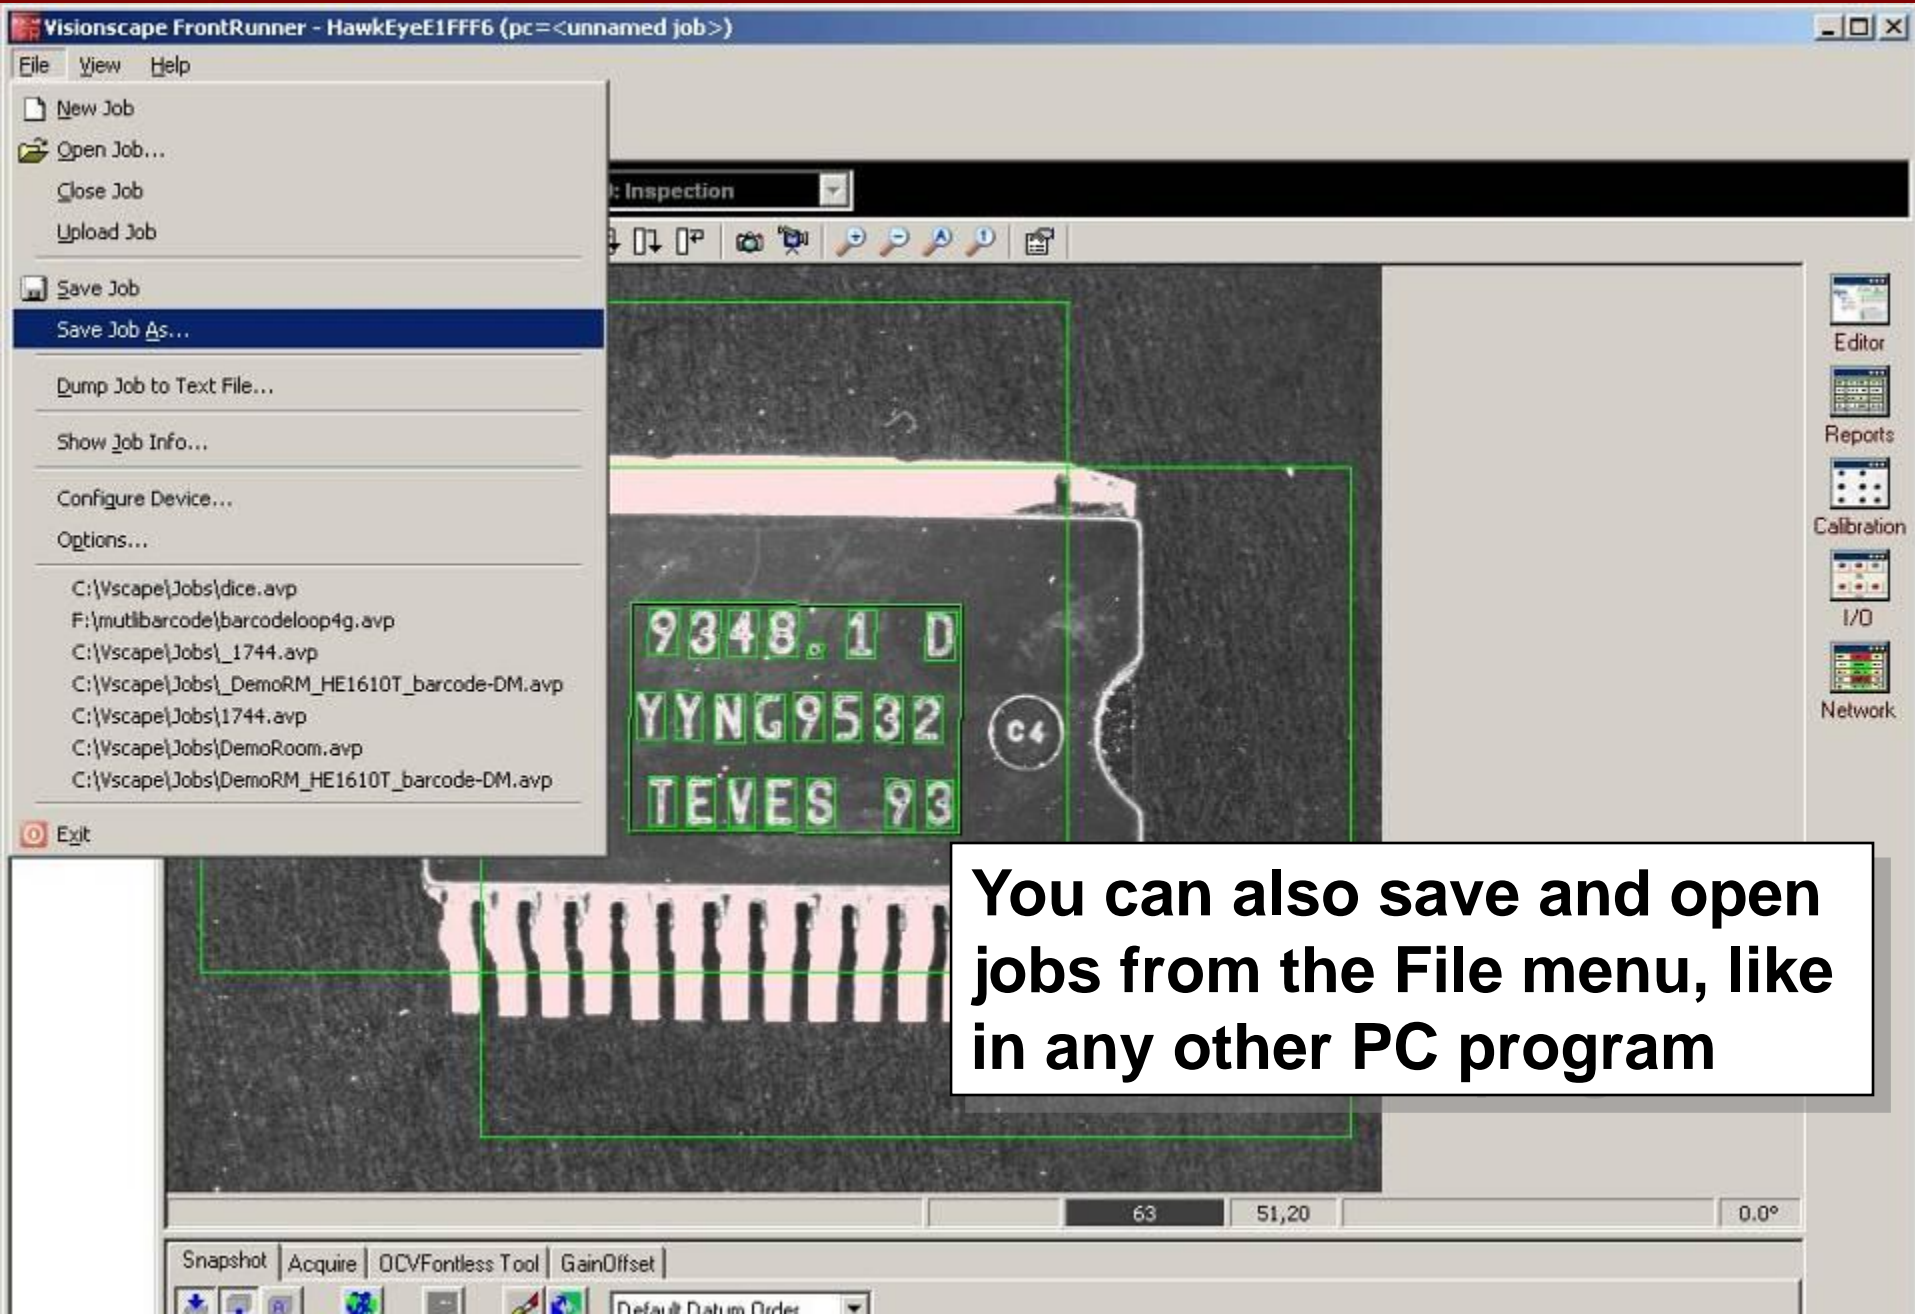 Visionscape FrontRunner - HawkEyeE1FFF6 (pc=<unnamed job>)
File View Help
New Job
Open Job...
Close Job
Upload Job
Save Job
Save Job As...
Dump Job to Text File...
Show Job Info...
Configure Device...
Options...
C:\Vscape\Jobs\dice.avp
F:\mutlibarcode\barcodeloop4g.avp
C:\Vscape\Jobs\_1744.avp
C:\Vscape\Jobs\_DemoRM_HE1610T_barcode-DM.avp
C:\Vscape\Jobs\1744.avp
C:\Vscape\Jobs\DemoRoom.avp
C:\Vscape\Jobs\DemoRM_HE1610T_barcode-DM.avp
Exit
: Inspection
9348.1 D
YYNG9532
TEVES 93
C4
Editor
Reports
Calibration
I/O
Network
You can also save and open
jobs from the File menu, like
in any other PC program
63 51,20 0.0°
Snapshot Acquire OCVFontless Tool GainOffset
Default Datum Order